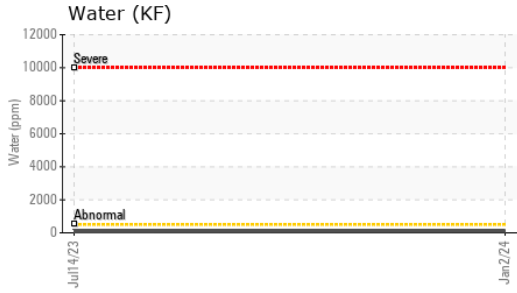 Water (KF)
12000
Severe
10000
8000
Water (ppm)
6000
4000
2000
Abnormal
0
Jul14/23
Jan2/24